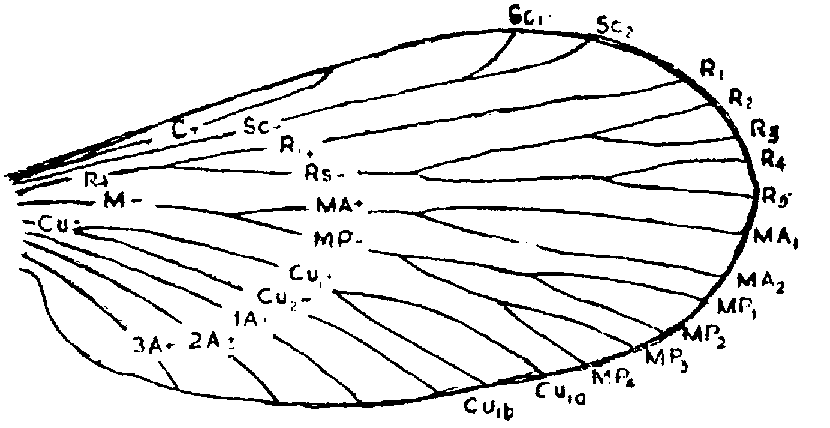 Sc₁
Sc₂
R₁
R₂
R₃
R₄
R₅
C+
Sc-
R₁+
R+
Rs-
M-
MA+
MA₁
Cu-
MP-
MA₂
Cu₁+
MP₁
Cu₂-
1A+
MP₂
2A±
3A+
MP₃
MP₄
Cu₁a
Cu₁b